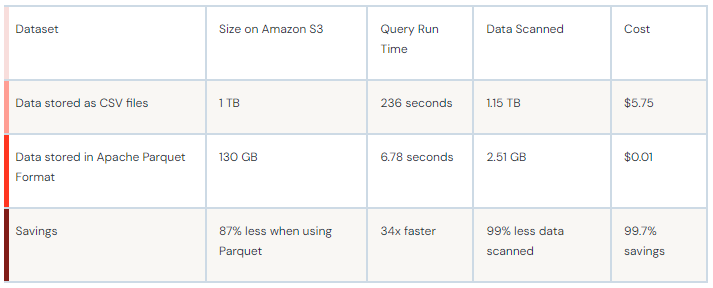 Dataset
Size on Amazon S3
Query Run
Time
Data Scanned
Cost
Data stored as CSV files
1 TB
236 seconds
1.15 TB
$5.75
Data stored in Apache Parquet
Format
130 GB
6.78 seconds
2.51 GB
$0.01
Savings
87% less when using
Parquet
34x faster
99% less data
scanned
99.7%
savings